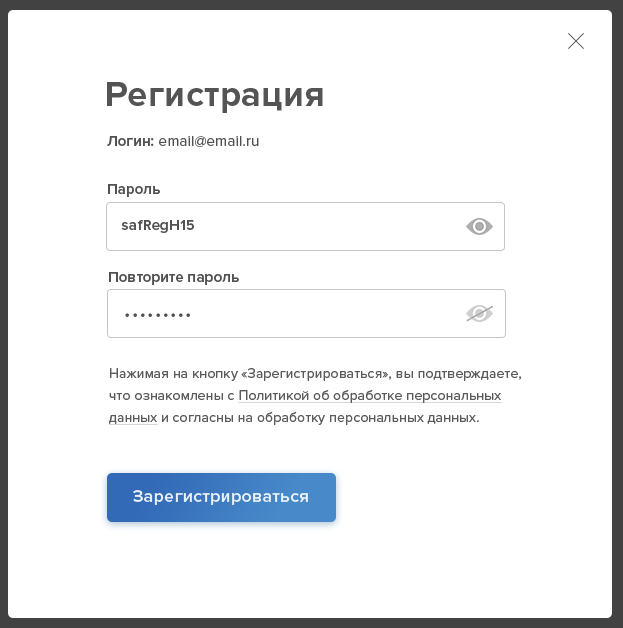 Регистрация
Логин: email@email.ru
Пароль
safRegH15
Повторите пароль
•••••••••
Нажимая на кнопку «Зарегистрироваться», вы подтверждаете,
что ознакомлены с Политикой об обработке персональных
данных и согласны на обработку персональных данных.
Зарегистрироваться